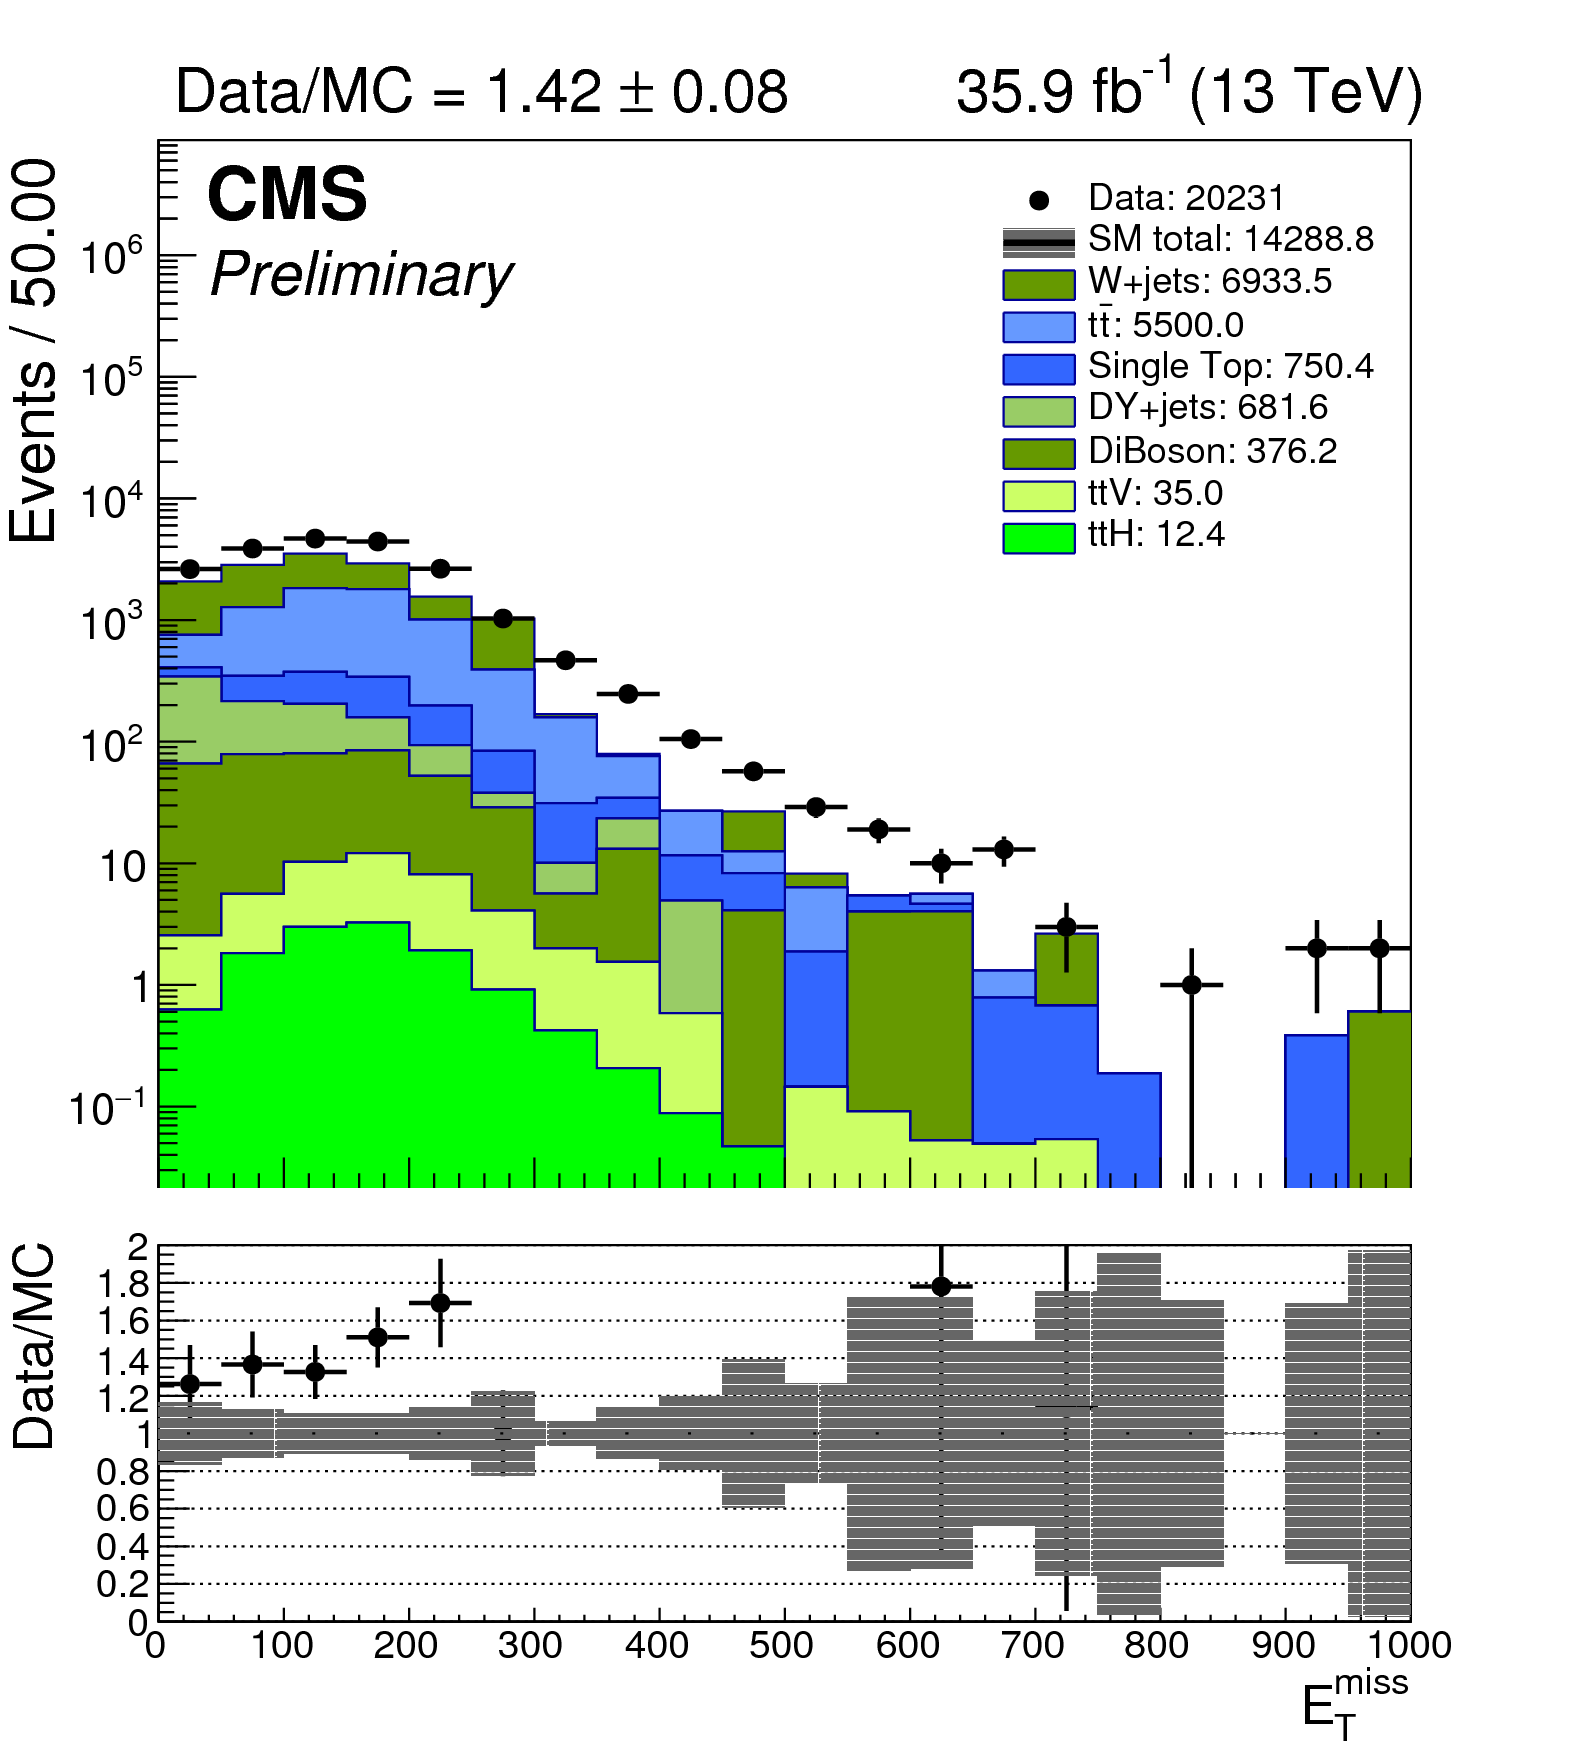 Data/MC = 1.42 ± 0.08
35.9 fb⁻¹ (13 TeV)
CMS
Preliminary
Events / 50.00
10⁶
10⁵
10⁴
10³
10²
10
1
10⁻¹
Data: 20231
SM total: 14288.8
W+jets: 6933.5
tt̄: 5500.0
Single Top: 750.4
DY+jets: 681.6
DiBoson: 376.2
ttV: 35.0
ttH: 12.4
Data/MC
2
1.8
1.6
1.4
1.2
1
0.8
0.6
0.4
0.2
0
0 100 200 300 400 500 600 700 800 900 1000
E_T^miss